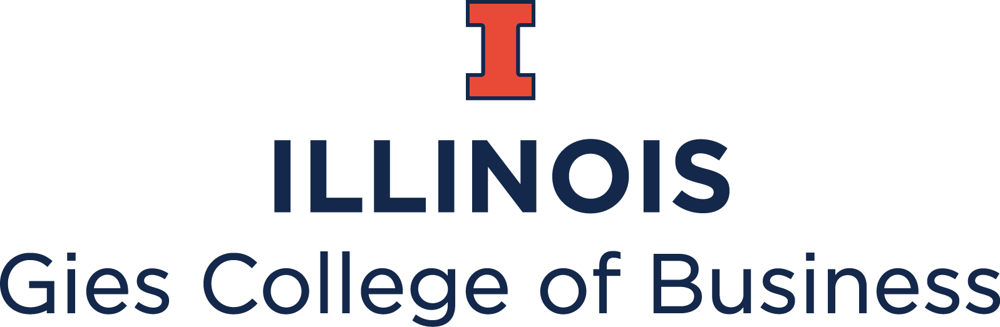 I
ILLINOIS
Gies College of Business